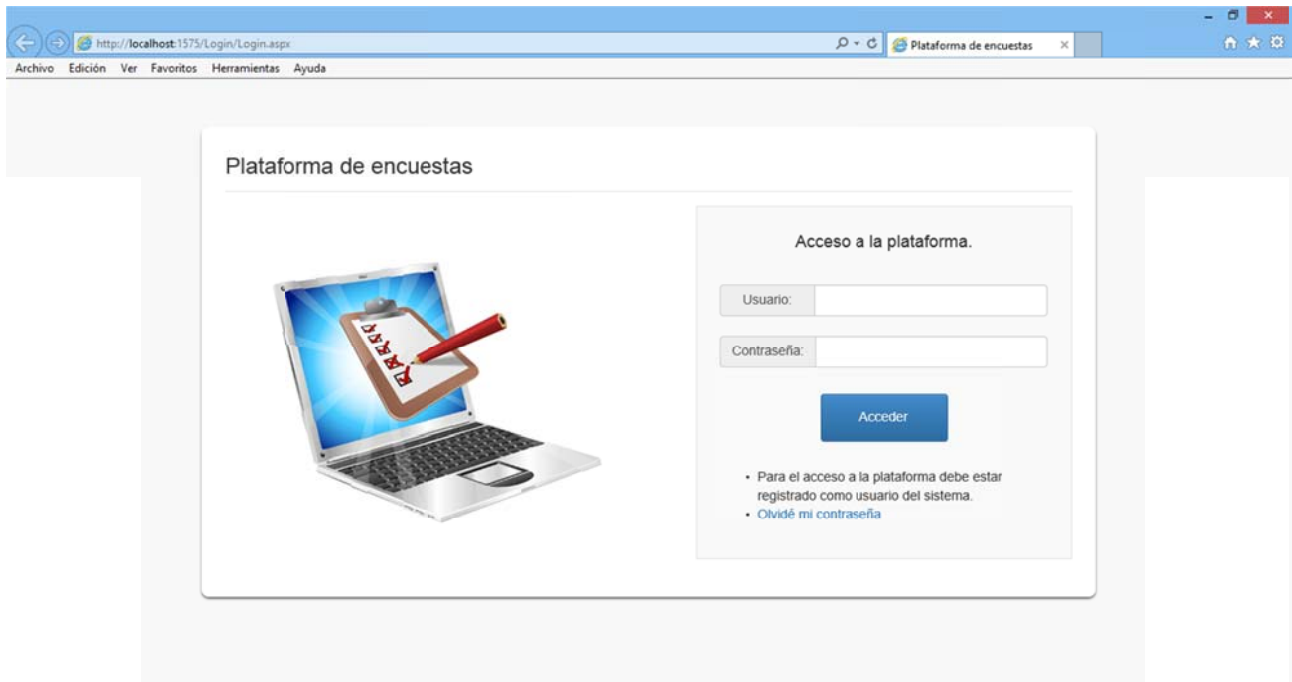 http://localhost:1575/Login/Login.aspx
Plataforma de encuestas
Archivo Edición Ver Favoritos Herramientas Ayuda
Plataforma de encuestas
Acceso a la plataforma.
Usuario:
Contraseña:
Acceder
• Para el acceso a la plataforma debe estar
registrado como usuario del sistema.
• Olvidé mi contraseña